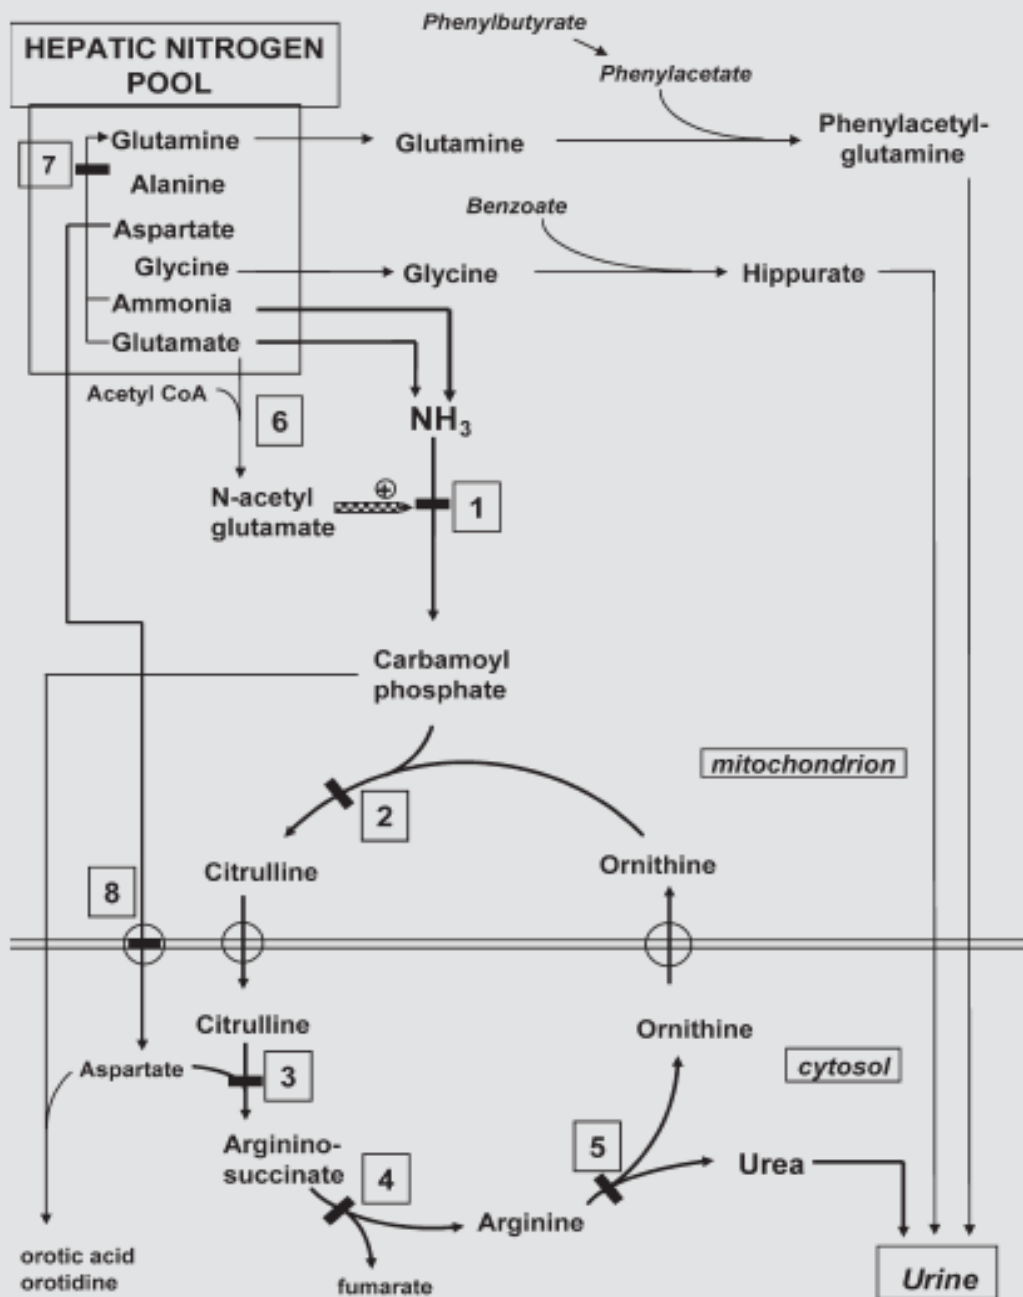 Phenylbutyrate
HEPATIC NITROGEN
POOL
Phenylacetate
Glutamine
Glutamine
Phenylacetyl-
glutamine
7
Alanine
Benzoate
Aspartate
Glycine
Glycine
Hippurate
Ammonia
Glutamate
Acetyl CoA
6
NH₃
N-acetyl
glutamate
+
1
Carbamoyl
phosphate
mitochondrion
2
Citrulline
Ornithine
8
Citrulline
Ornithine
Aspartate
3
cytosol
Arginino-
succinate
4
5
Urea
Arginine
orotic acid
orotidine
fumarate
Urine